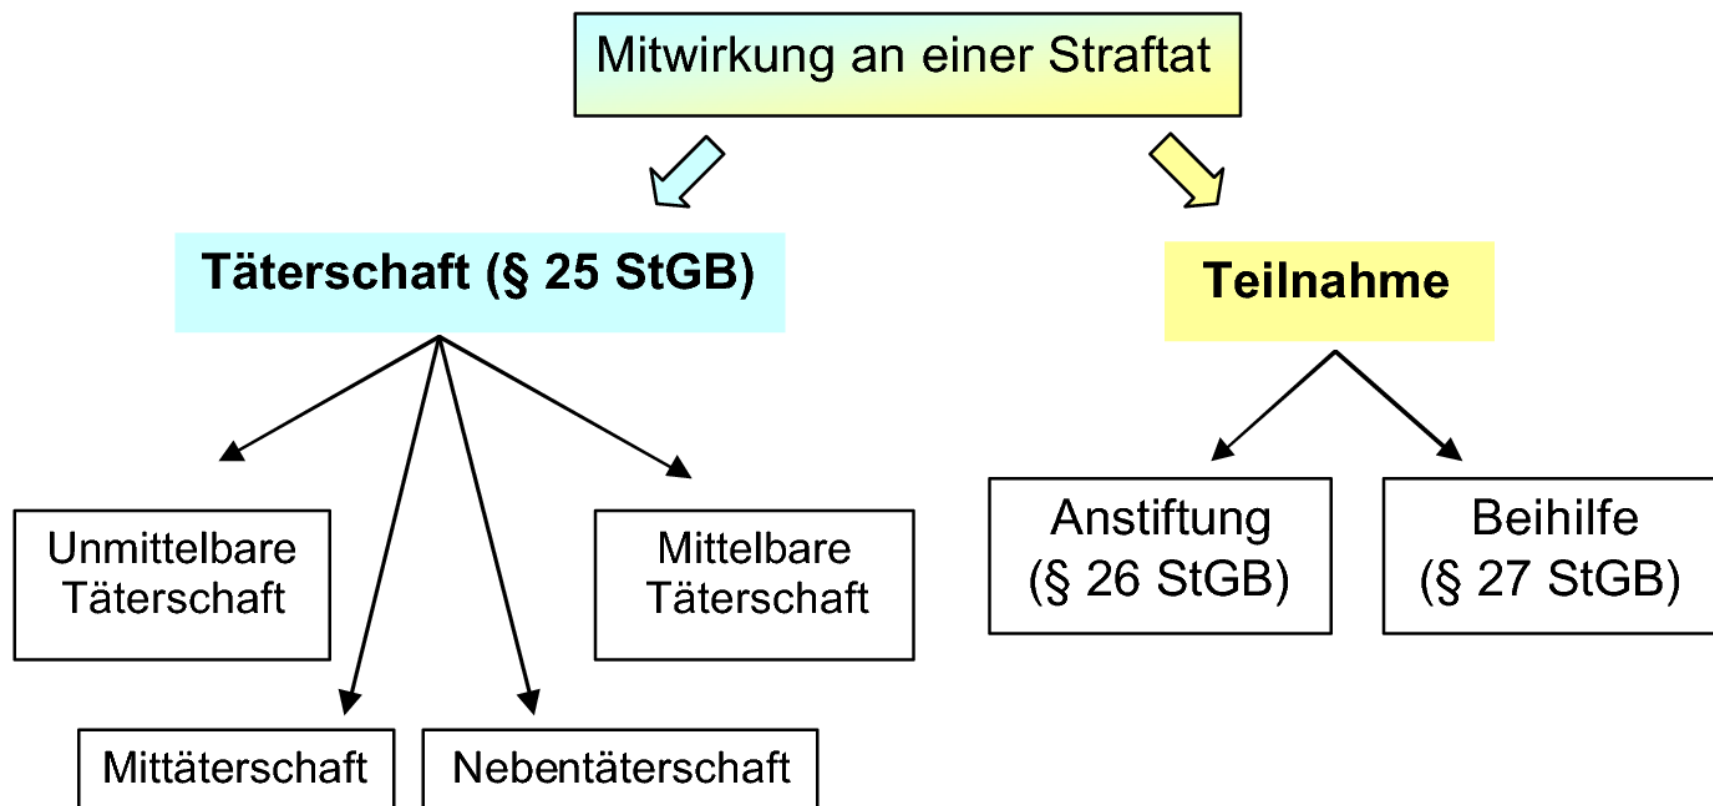 Mitwirkung an einer Straftat
Täterschaft (§ 25 StGB)
Teilnahme
Unmittelbare
Täterschaft
Mittelbare
Täterschaft
Anstiftung
(§ 26 StGB)
Beihilfe
(§ 27 StGB)
Mittäterschaft
Nebentäterschaft